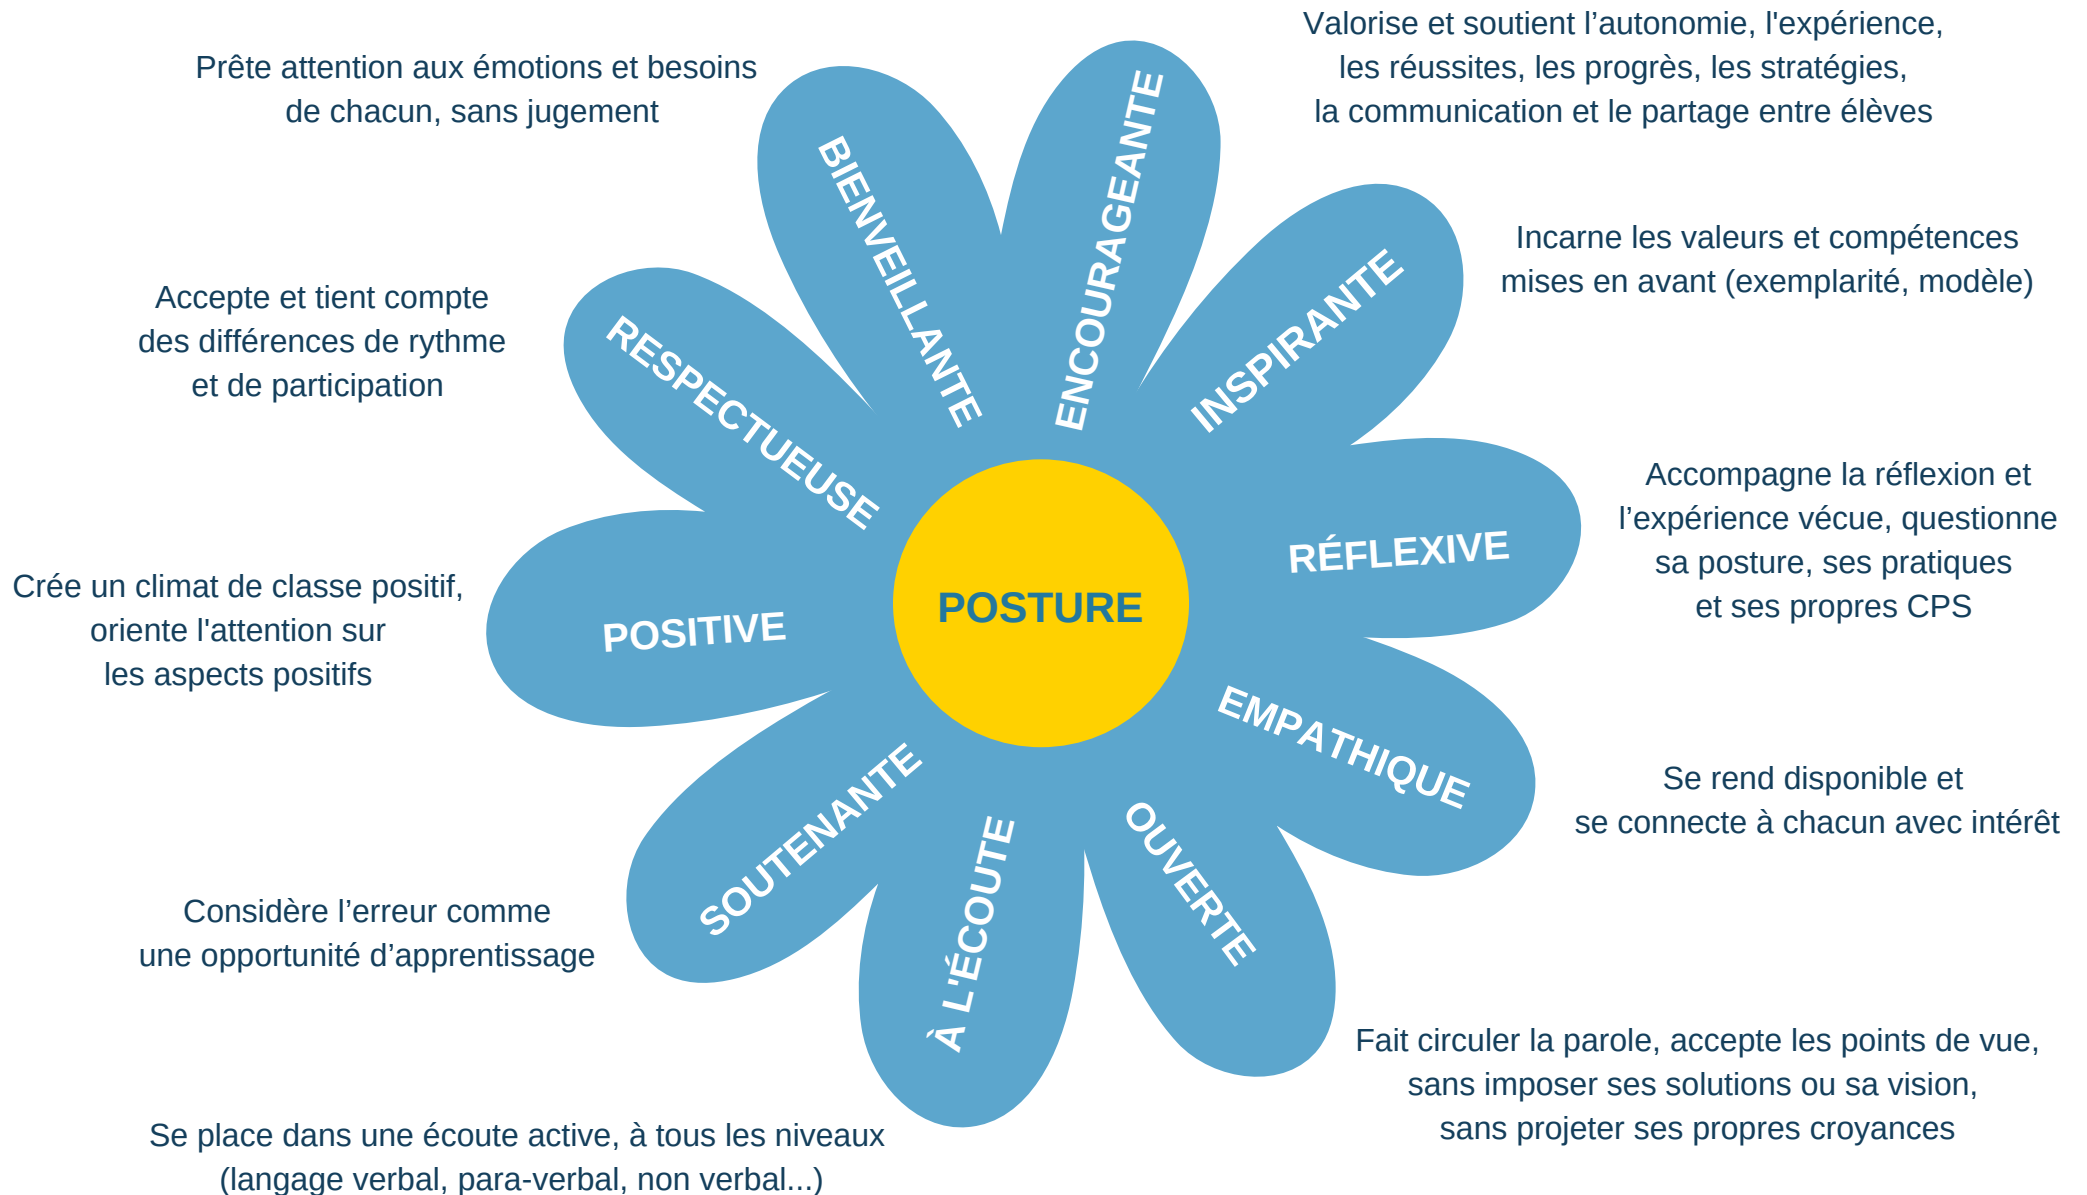 Valorise et soutient l’autonomie, l'expérience,
les réussites, les progrès, les stratégies,
la communication et le partage entre élèves
Prête attention aux émotions et besoins
de chacun, sans jugement
BIENVEILLANTE
ENCOURAGEANTE
INSPIRANTE
Incarne les valeurs et compétences
mises en avant (exemplarité, modèle)
Accepte et tient compte
des différences de rythme
et de participation
RESPECTUEUSE
RÉFLEXIVE
Accompagne la réflexion et
l’expérience vécue, questionne
sa posture, ses pratiques
et ses propres CPS
Crée un climat de classe positif,
oriente l'attention sur
les aspects positifs
POSITIVE
POSTURE
EMPATHIQUE
Se rend disponible et
se connecte à chacun avec intérêt
SOUTENANTE
Considère l’erreur comme
une opportunité d’apprentissage
À L'ÉCOUTE
OUVERTE
Fait circuler la parole, accepte les points de vue,
sans imposer ses solutions ou sa vision,
sans projeter ses propres croyances
Se place dans une écoute active, à tous les niveaux
(langage verbal, para-verbal, non verbal...)